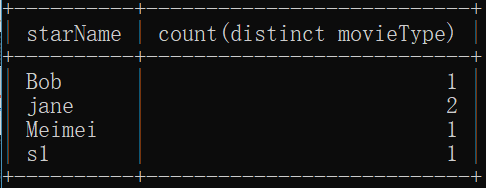 starName count(distinct movieType)
Bob 1
jane 2
Meimei 1
s1 1